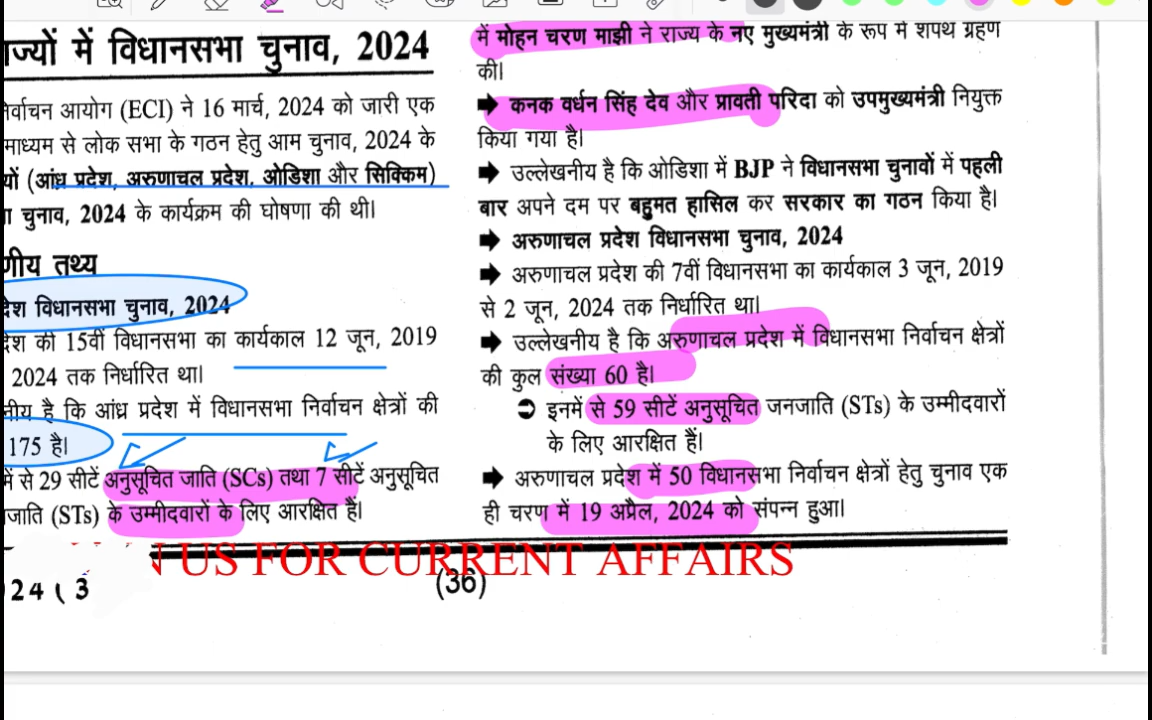 ज्यों में विधानसभा चुनाव, 2024
आयोग (ECI) ने 16 मार्च, 2024 को जारी एक
माध्यम से लोक सभा के गठन हेतु आम चुनाव, 2024 के
(आंध्र प्रदेश, अरुणाचल प्रदेश, ओडिशा और सिक्किम)
चुनाव, 2024 के कार्यक्रम की घोषणा की थी।
तथ्य
विधानसभा चुनाव, 2024
की 15वीं विधानसभा का कार्यकाल 12 जून, 2019
2024 तक निर्धारित था।
है कि आंध्र प्रदेश में विधानसभा निर्वाचन क्षेत्रों की
175 है।
से 29 सीटें अनुसूचित जाति (SCs) तथा 7 सीटें अनुसूचित
जाति (STs) के उम्मीदवारों के लिए आरक्षित हैं।
में मोहन चरण माझी ने राज्य के नए मुख्यमंत्री के रूप में शपथ ग्रहण
की।
➡ कनक वर्धन सिंह देव और प्रावती परिदा को उपमुख्यमंत्री नियुक्त
किया गया है।
➡ उल्लेखनीय है कि ओडिशा में BJP ने विधानसभा चुनावों में पहली
बार अपने दम पर बहुमत हासिल कर सरकार का गठन किया है।
➡ अरुणाचल प्रदेश विधानसभा चुनाव, 2024
➡ अरुणाचल प्रदेश की 7वीं विधानसभा का कार्यकाल 3 जून, 2019
से 2 जून, 2024 तक निर्धारित था।
➡ उल्लेखनीय है कि अरुणाचल प्रदेश में विधानसभा निर्वाचन क्षेत्रों
की कुल संख्या 60 है।
➲ इनमें से 59 सीटें अनुसूचित जनजाति (STs) के उम्मीदवारों
के लिए आरक्षित हैं।
➡ अरुणाचल प्रदेश में 50 विधानसभा निर्वाचन क्षेत्रों हेतु चुनाव एक
ही चरण में 19 अप्रैल, 2024 को संपन्न हुआ।
US FOR CURRENT AFFAIRS
(36)
24 ( 3